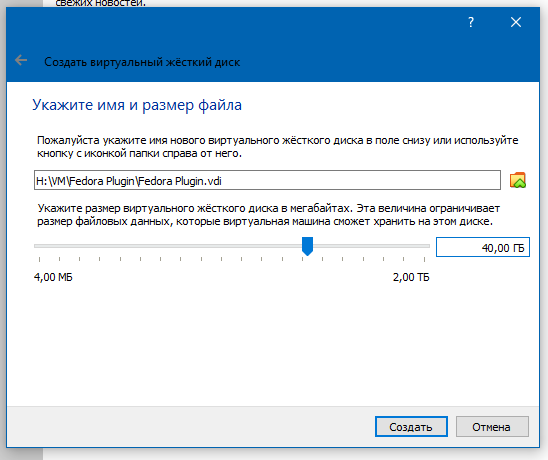 свежих новостей.
?
Создать виртуальный жёсткий диск
Укажите имя и размер файла
Пожалуйста укажите имя нового виртуального жёсткого диска в поле снизу или используйте
кнопку с иконкой папки справа от него.
H:\VM\Fedora Plugin\Fedora Plugin.vdi
Укажите размер виртуального жёсткого диска в мегабайтах. Эта величина ограничивает
размер файловых данных, которые виртуальная машина сможет хранить на этом диске.
40,00 ГБ
4,00 МБ 2,00 ТБ
Создать Отмена